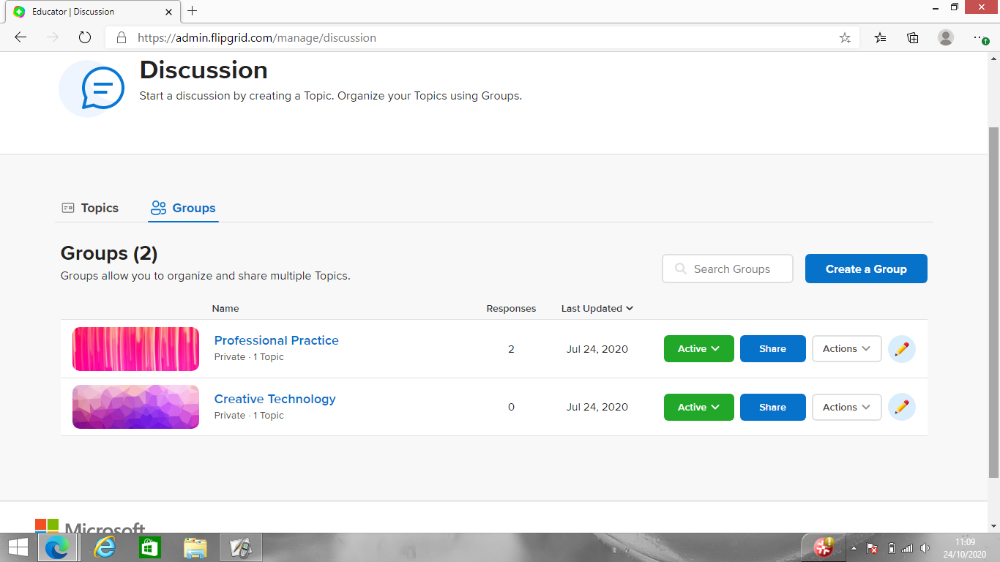 Educator | Discussion
https://admin.flipgrid.com/manage/discussion
Discussion
Start a discussion by creating a Topic. Organize your Topics using Groups.
Topics Groups
Groups (2)
Groups allow you to organize and share multiple Topics.
Search Groups Create a Group
Name Responses Last Updated
Professional Practice
Private · 1 Topic
2 Jul 24, 2020 Active Share Actions
Creative Technology
Private · 1 Topic
0 Jul 24, 2020 Active Share Actions
Microsoft
11:09
24/10/2020